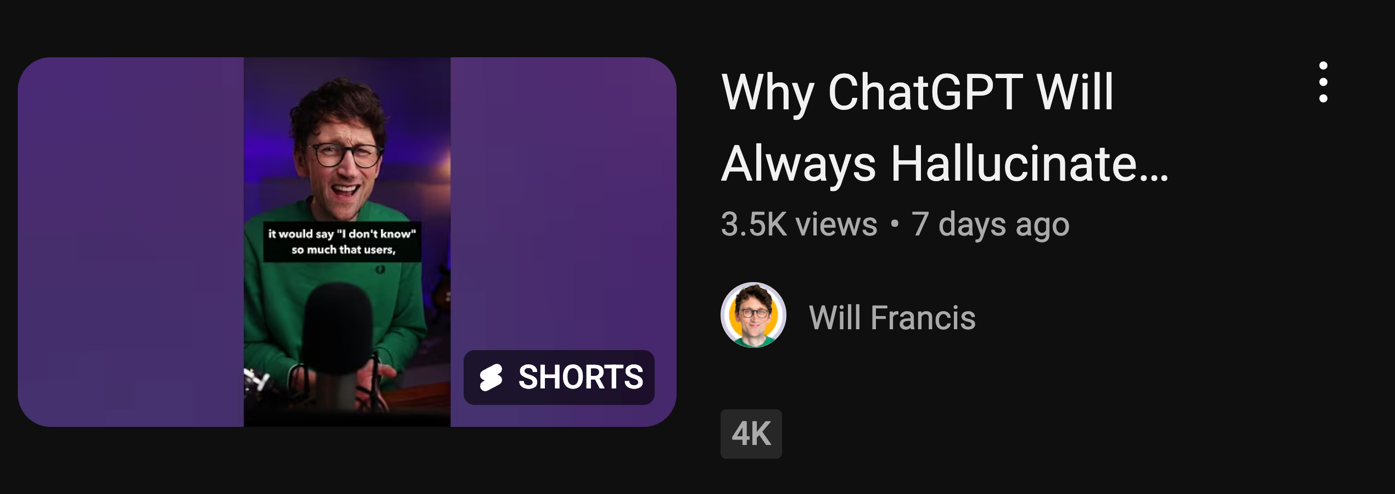 it would say "I don't know"
so much that users,
SHORTS
Why ChatGPT Will
Always Hallucinate…
3.5K views • 7 days ago
Will Francis
4K